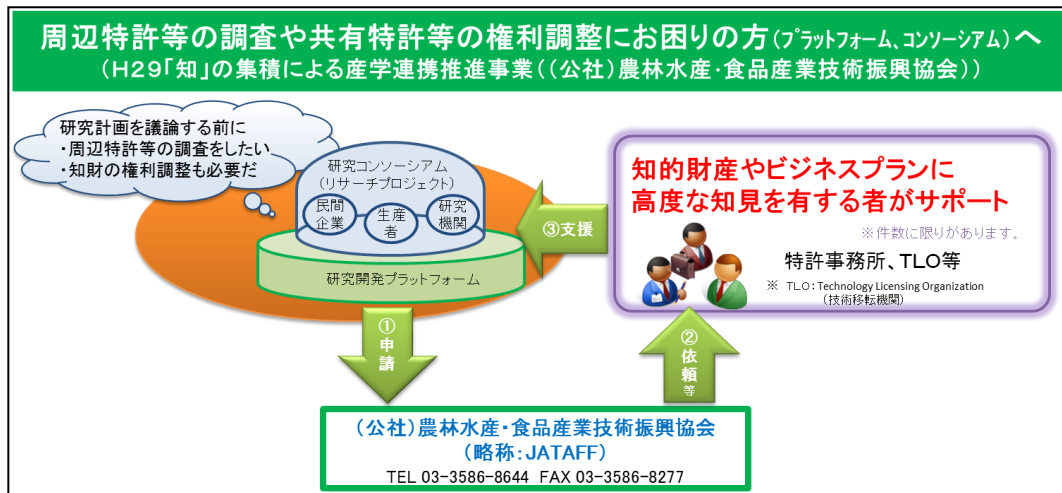 周辺特許等の調査や共有特許等の権利調整にお困りの方(プラットフォーム、コンソーシアム)へ
(H29「知」の集積による産学連携推進事業((公社)農林水産・食品産業技術振興協会))
研究計画を議論する前に
・周辺特許等の調査をしたい
・知財の権利調整も必要だ
研究コンソーシアム
(リサーチプロジェクト)
民間
企業
生産
者
研究
機関
研究開発プラットフォーム
③支援
知的財産やビジネスプランに
高度な知見を有する者がサポート
※件数に限りがあります。
特許事務所、TLO等
※ TLO:Technology Licensing Organization
(技術移転機関)
①
申
請
②
依
頼
等
(公社)農林水産・食品産業技術振興協会
(略称:JATAFF)
TEL 03-3586-8644 FAX 03-3586-8277